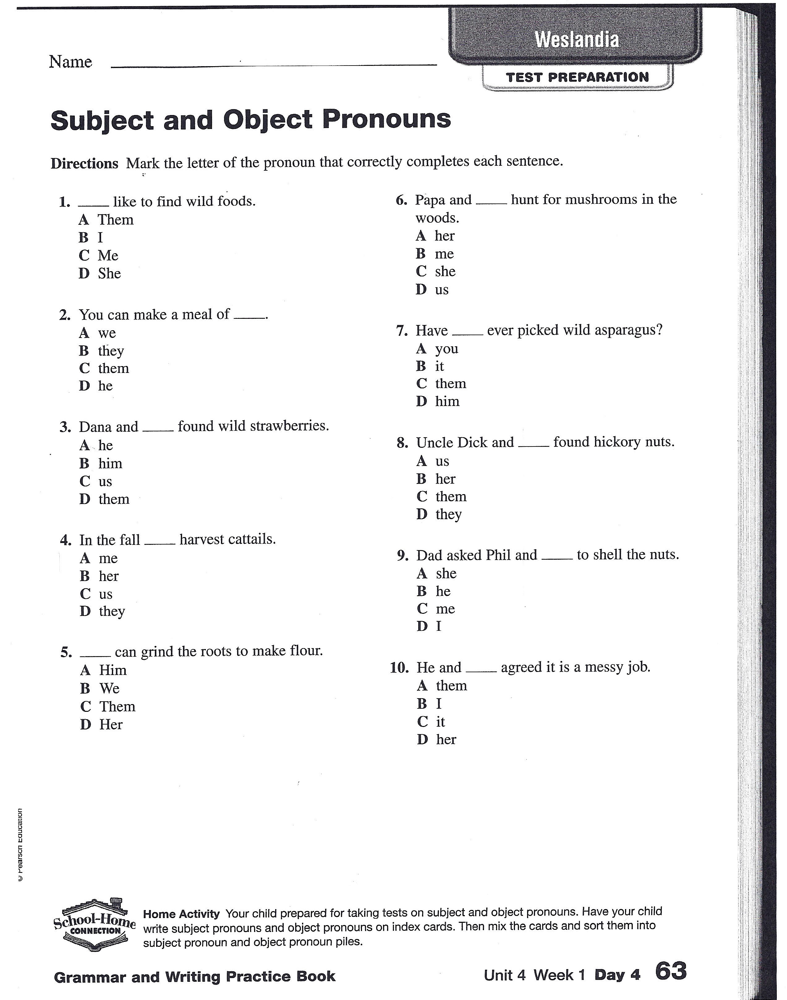 Weslandia
Name
TEST PREPARATION
Subject and Object Pronouns
Directions Mark the letter of the pronoun that correctly completes each sentence.
1. ____ like to find wild foods.
A Them
B I
C Me
D She
2. You can make a meal of ____.
A we
B they
C them
D he
3. Dana and ____ found wild strawberries.
A he
B him
C us
D them
4. In the fall ____ harvest cattails.
A me
B her
C us
D they
5. ____ can grind the roots to make flour.
A Him
B We
C Them
D Her
6. Papa and ____ hunt for mushrooms in the
woods.
A her
B me
C she
D us
7. Have ____ ever picked wild asparagus?
A you
B it
C them
D him
8. Uncle Dick and ____ found hickory nuts.
A us
B her
C them
D they
9. Dad asked Phil and ____ to shell the nuts.
A she
B he
C me
D I
10. He and ____ agreed it is a messy job.
A them
B I
C it
D her
© Pearson Education
School-Home
CONNECTION
Home Activity Your child prepared for taking tests on subject and object pronouns. Have your child
write subject pronouns and object pronouns on index cards. Then mix the cards and sort them into
subject pronoun and object pronoun piles.
Grammar and Writing Practice Book
Unit 4 Week 1 Day 4 63